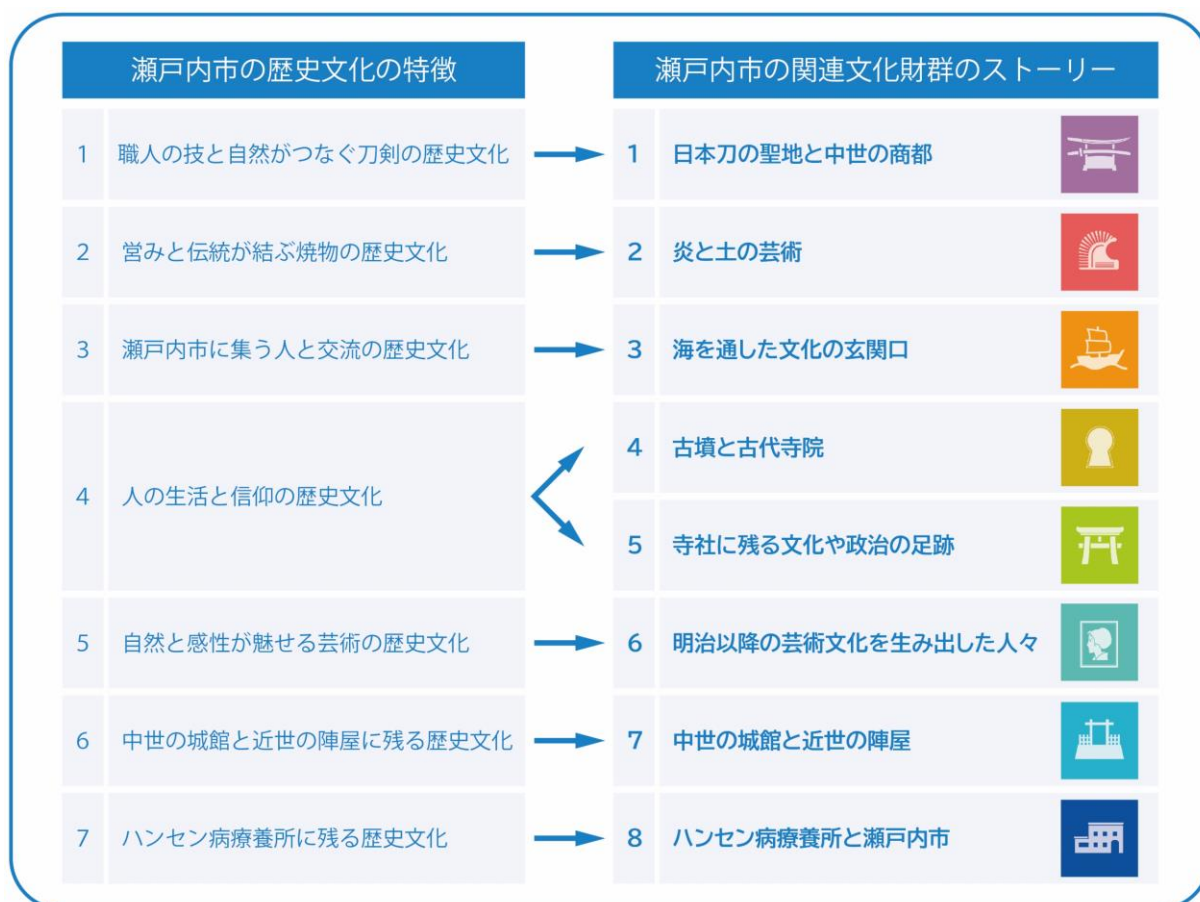 瀬戸内市の歴史文化の特徴
瀬戸内市の関連文化財群のストーリー
1 職人の技と自然がつなぐ刀剣の歴史文化
1 日本刀の聖地と中世の商都
2 営みと伝統が結ぶ焼物の歴史文化
2 炎と土の芸術
3 瀬戸内市に集う人と交流の歴史文化
3 海を通した文化の玄関口
4 人の生活と信仰の歴史文化
4 古墳と古代寺院
5 寺社に残る文化や政治の足跡
5 自然と感性が魅せる芸術の歴史文化
6 明治以降の芸術文化を生み出した人々
6 中世の城館と近世の陣屋に残る歴史文化
7 中世の城館と近世の陣屋
7 ハンセン病療養所に残る歴史文化
8 ハンセン病療養所と瀬戸内市